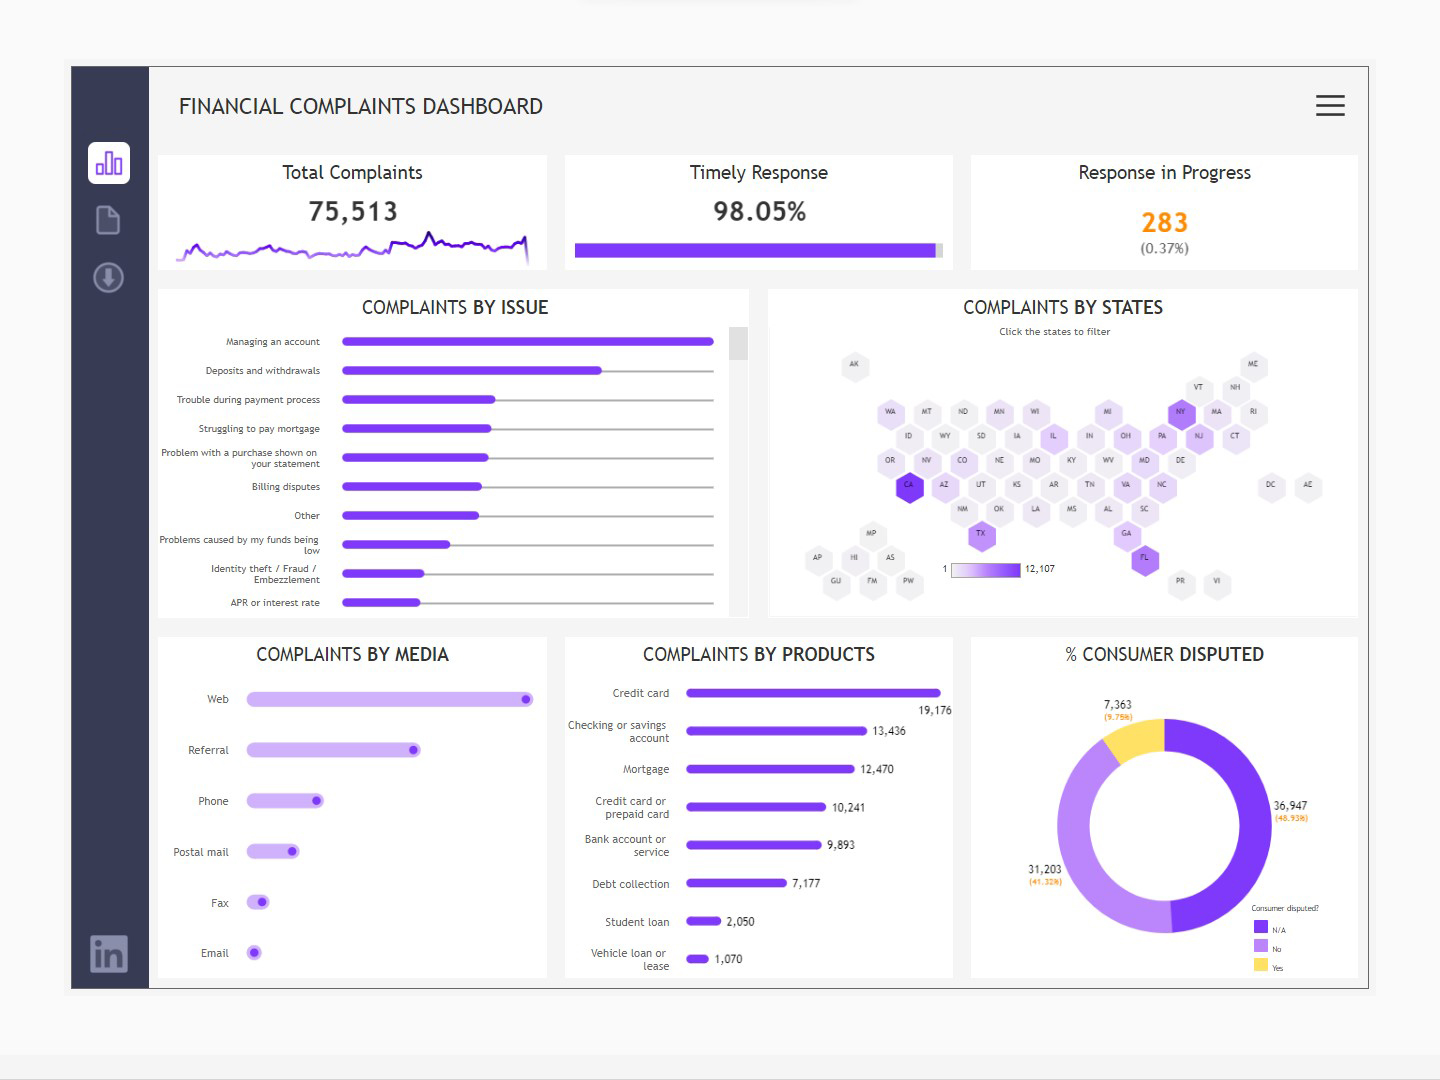 FINANCIAL COMPLAINTS DASHBOARD
Total Complaints
75,513
Timely Response
98.05%
Response in Progress
283
(0.37%)
COMPLAINTS BY ISSUE
Managing an account
Deposits and withdrawals
Trouble during payment process
Struggling to pay mortgage
Problem with a purchase shown on
your statement
Billing disputes
Other
Problems caused by my funds being
low
Identity theft / Fraud /
Embezzlement
APR or interest rate
COMPLAINTS BY STATES
Click the states to filter
AK ME
VT NH
WA MT ND MN WI MI NY MA RI
ID WY SD IA IL IN OH PA NJ CT
OR NV CO NE MO KY WV MD DE
CA AZ UT KS AR TN VA NC DC AE
NM OK LA MS AL SC
MP TX GA
AP HI AS FL
1 12,107
GU FM PW PR VI
COMPLAINTS BY MEDIA
Web
Referral
Phone
Postal mail
Fax
Email
in
COMPLAINTS BY PRODUCTS
Credit card
19,176
Checking or savings
account
13,436
Mortgage 12,470
Credit card or
prepaid card
10,241
Bank account or
service
9,893
Debt collection 7,177
Student loan 2,050
Vehicle loan or
lease
1,070
% CONSUMER DISPUTED
7,363
(9.75%)
36,947
(48.93%)
31,203
(41.32%)
Consumer disputed?
N/A
No
Yes